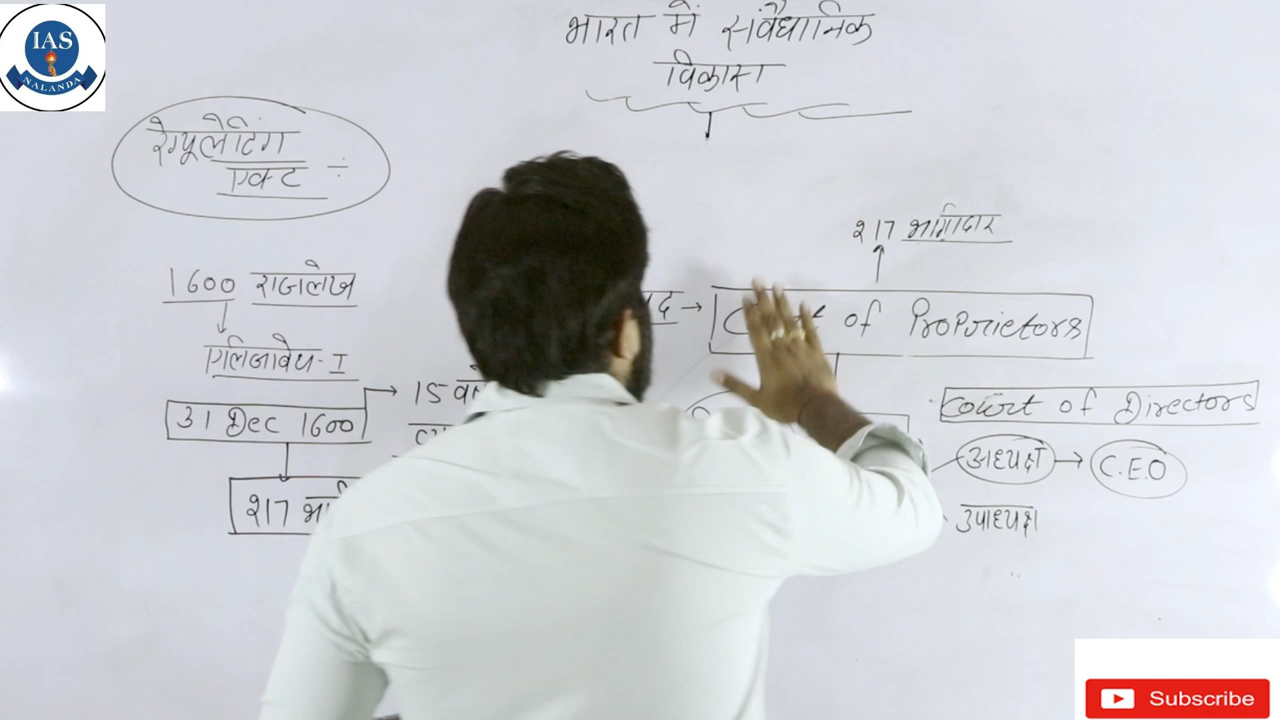 IAS
NALANDA
भारत में संवैधानिक
विकास
रेग्यूलेटिंग
एक्ट :-
217 भागीदार
1600 राजलेख
of Proprietors
एलिजाबेथ-I
15
31 Dec 1600
Court of Directors
अध्यक्ष → C.E.O
217
उपाध्यक्ष
Subscribe